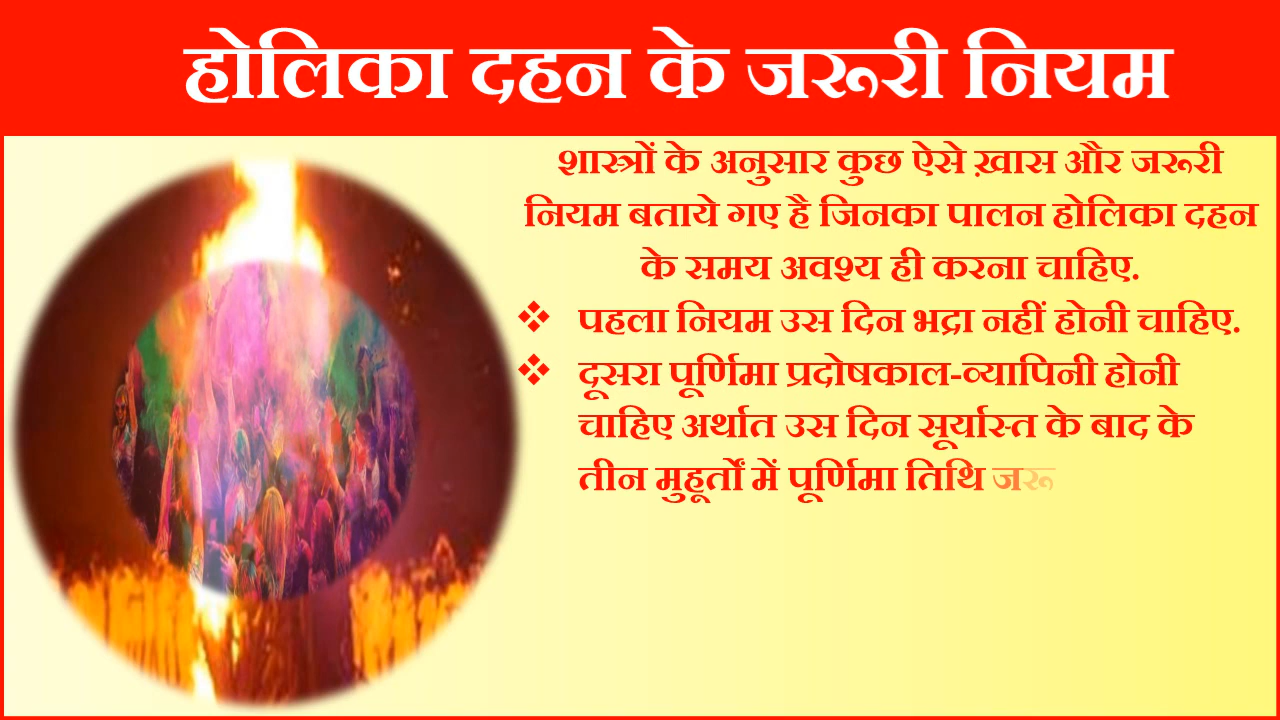 होलिका दहन के जरूरी नियम
शास्त्रों के अनुसार कुछ ऐसे ख़ास और जरूरी
नियम बताये गए है जिनका पालन होलिका दहन
के समय अवश्य ही करना चाहिए.
❖ पहला नियम उस दिन भद्रा नहीं होनी चाहिए.
❖ दूसरा पूर्णिमा प्रदोषकाल-व्यापिनी होनी
चाहिए अर्थात उस दिन सूर्यास्त के बाद के
तीन मुहूर्तों में पूर्णिमा तिथि जरू